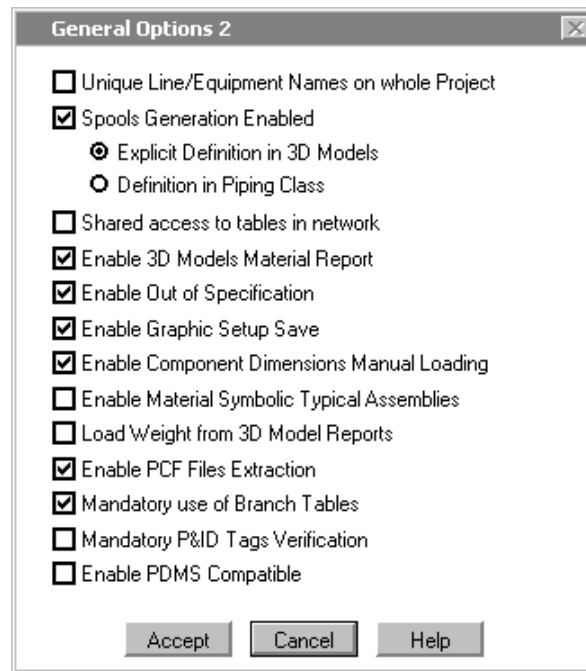 General Options 2
Unique Line/Equipment Names on whole Project
Spools Generation Enabled
Explicit Definition in 3D Models
Definition in Piping Class
Shared access to tables in network
Enable 3D Models Material Report
Enable Out of Specification
Enable Graphic Setup Save
Enable Component Dimensions Manual Loading
Enable Material Symbolic Typical Assemblies
Load Weight from 3D Model Reports
Enable PCF Files Extraction
Mandatory use of Branch Tables
Mandatory P&ID Tags Verification
Enable PDMS Compatible
Accept Cancel Help